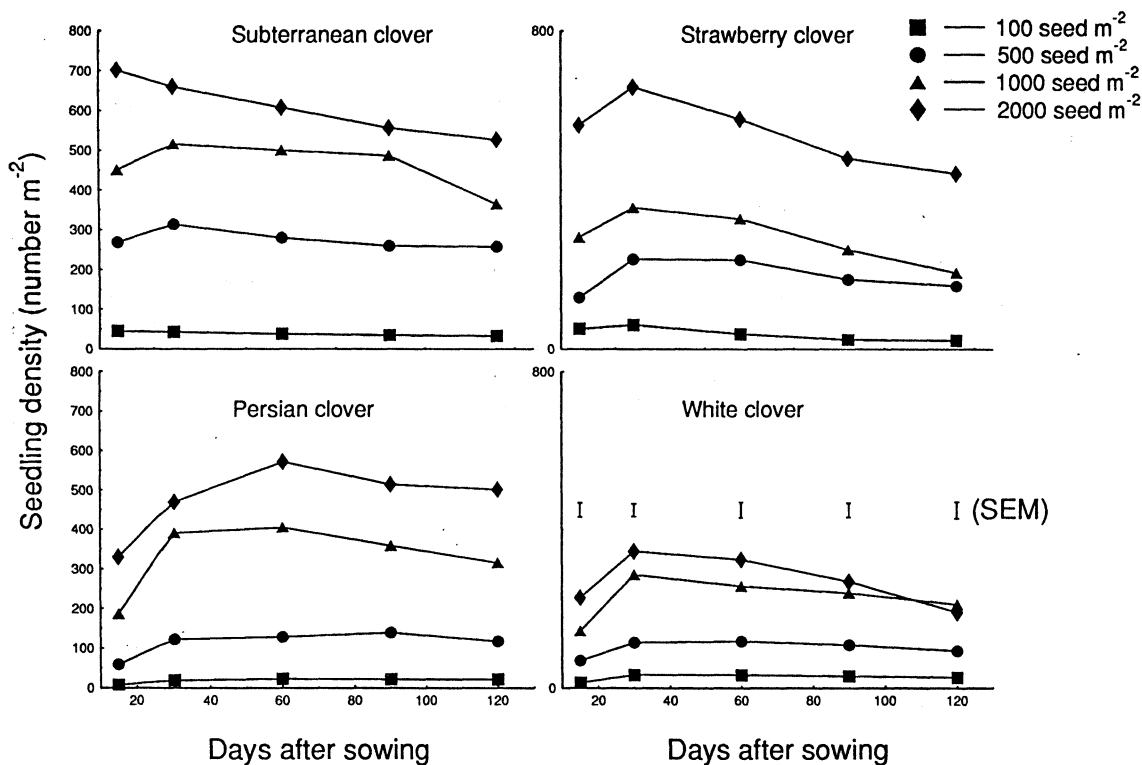 Subterranean clover
Strawberry clover
100 seed m-2
500 seed m-2
1000 seed m-2
2000 seed m-2
800
700
600
500
400
300
200
100
0
800
0
Seedling density (number m-2)
Persian clover
White clover
800
700
600
500
400
300
200
100
0
800
0
(SEM)
20 40 60 80 100 120
20 40 60 80 100 120
Days after sowing
Days after sowing